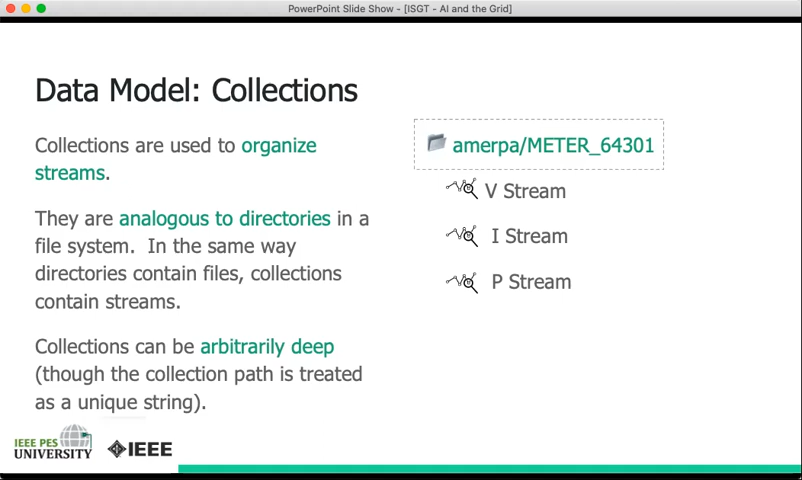 PowerPoint Slide Show - [ISGT - AI and the Grid]
Data Model: Collections
Collections are used to organize
streams.
They are analogous to directories in a
file system. In the same way
directories contain files, collections
contain streams.
Collections can be arbitrarily deep
(though the collection path is treated
as a unique string).
amerpa/METER_64301
V Stream
I Stream
P Stream
IEEE PES
UNIVERSITY
IEEE